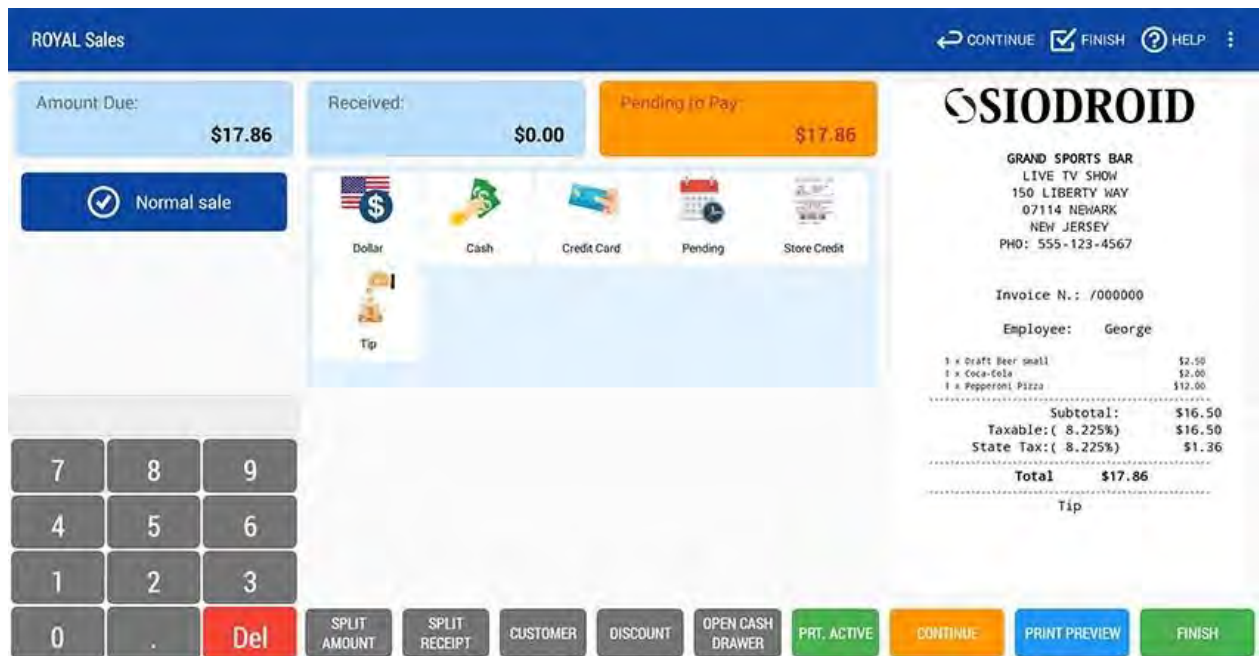 ROYAL Sales
CONTINUE
FINISH
HELP
Amount Due:
$17.86
Received:
$0.00
Pending to Pay:
$17.86
Normal sale
Dollar
Cash
Credit Card
Pending
Store Credit
Tip
7 8 9
4 5 6
1 2 3
0 . Del
SPLIT
AMOUNT
SPLIT
RECEIPT
CUSTOMER
DISCOUNT
OPEN CASH
DRAWER
PRT. ACTIVE
CONTINUE
PRINT PREVIEW
FINISH
SIODROID
GRAND SPORTS BAR
LIVE TV SHOW
150 LIBERTY WAY
07114 NEWARK
NEW JERSEY
PHO: 555-123-4567
Invoice N.: /000000
Employee: George
1 x Draft Beer small $2.50
1 x Coca-Cola $2.00
1 x Pepperoni Pizza $12.00
Subtotal: $16.50
Taxable:( 8.225%) $16.50
State Tax:( 8.225%) $1.36
Total $17.86
Tip